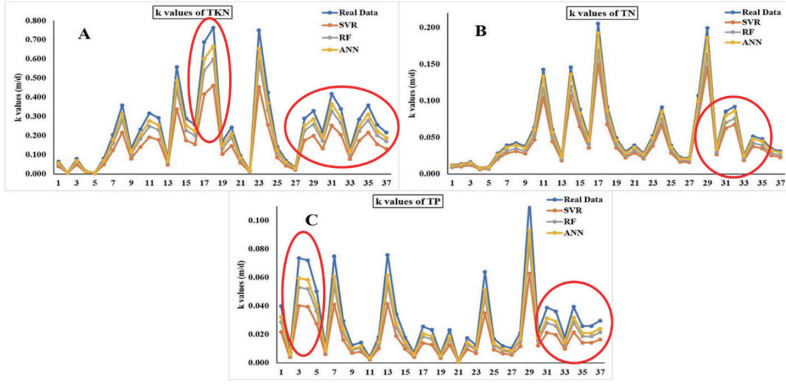 k values of TKN
A
Real Data
SVR
RF
ANN
k values (m/d)
0.800
0.700
0.600
0.500
0.400
0.300
0.200
0.100
0.000
1 3 5 7 9 11 13 15 17 19 21 23 25 27 29 31 33 35 37
k values of TN
B
Real Data
SVR
RF
ANN
k values (m/d)
0.200
0.150
0.100
0.050
0.000
1 3 5 7 9 11 13 15 17 19 21 23 25 27 29 31 33 35 37
k values of TP
C
Real Data
SVR
RF
ANN
k values (m/d)
0.100
0.080
0.060
0.040
0.020
0.000
1 3 5 7 9 11 13 15 17 19 21 23 25 27 29 31 33 35 37